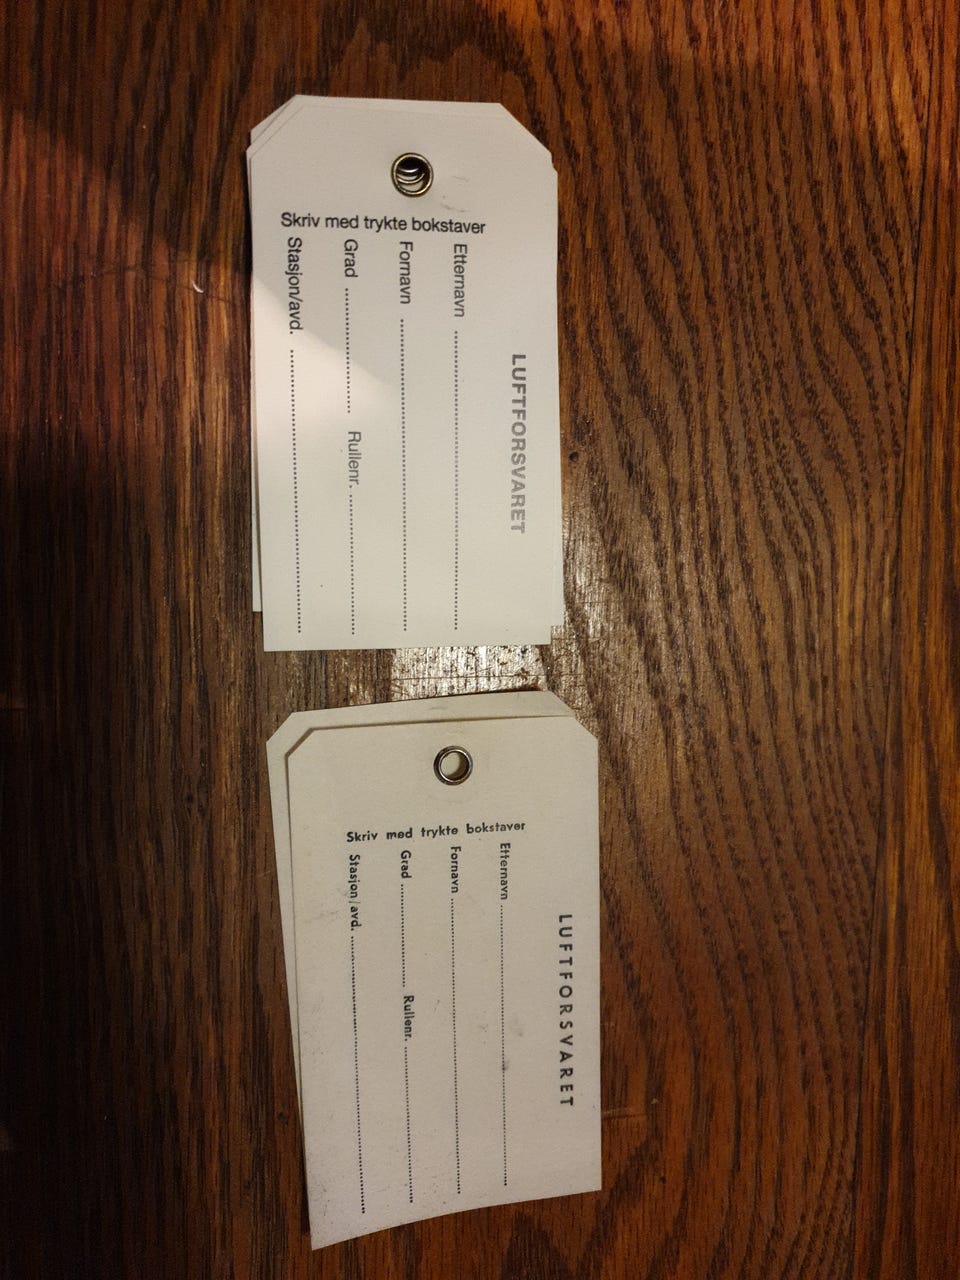 LUFTFORSVARET
Skriv med trykte bokstaver
Etternavn ........................................
Fornavn ........................................
Grad .................... Rullenr. ....................
Stasjon/avd. ........................................
LUFTFORSVARET
Skriv med trykte bokstaver
Etternavn ........................................
Fornavn ........................................
Grad .................... Rullenr. ....................
Stasjon/avd. ........................................